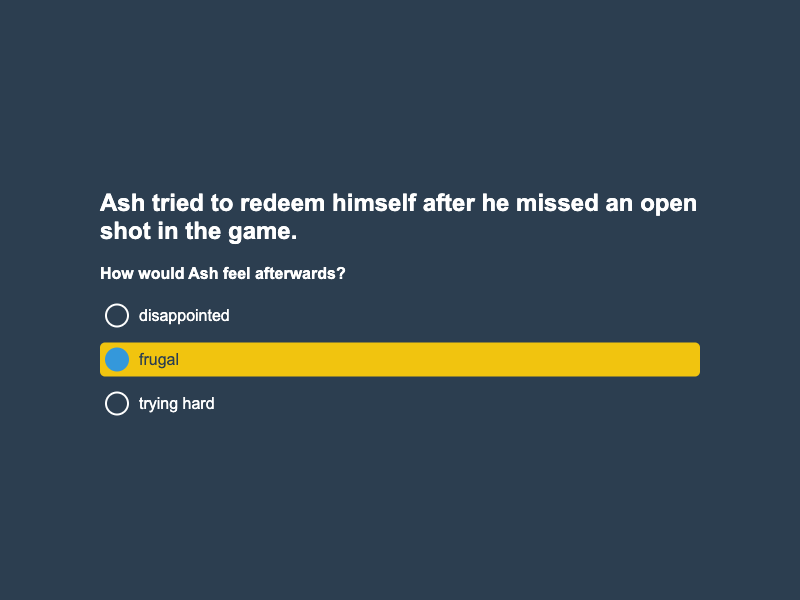 Ash tried to redeem himself after he missed an open
shot in the game.
How would Ash feel afterwards?
disappointed
frugal
trying hard